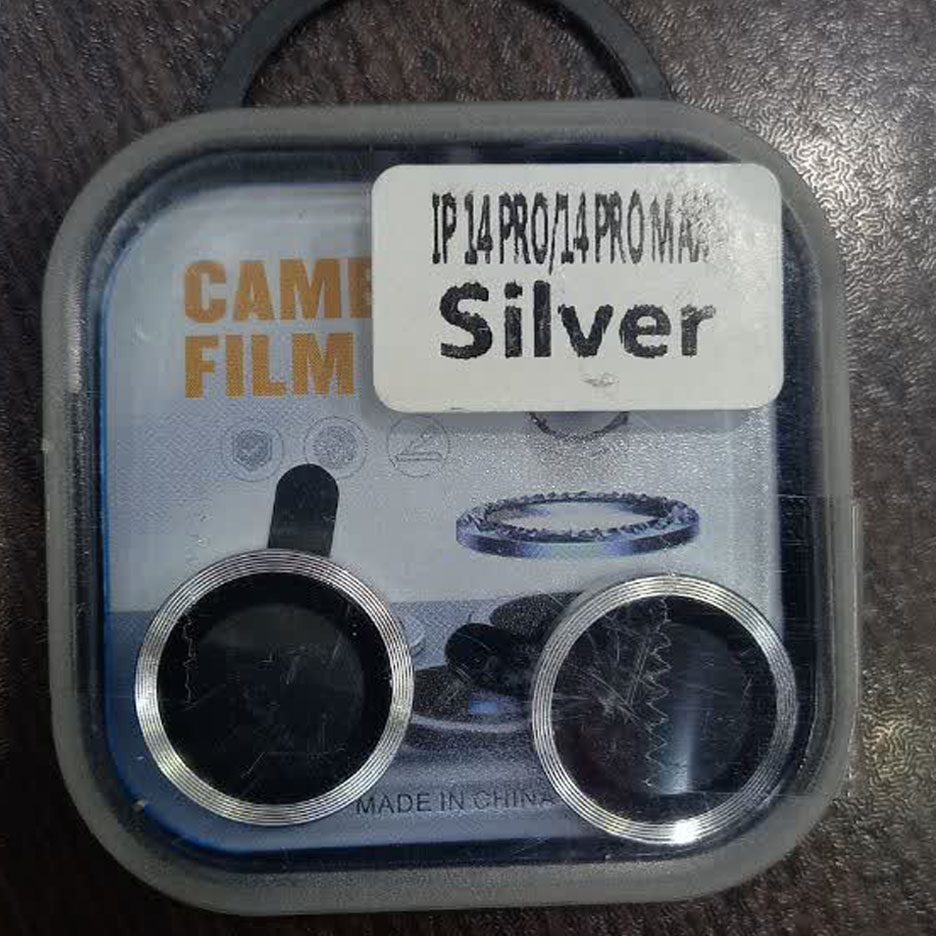 IP 14 PRO/14 PRO MAX
Silver
CAME
FILM
MADE IN CHINA